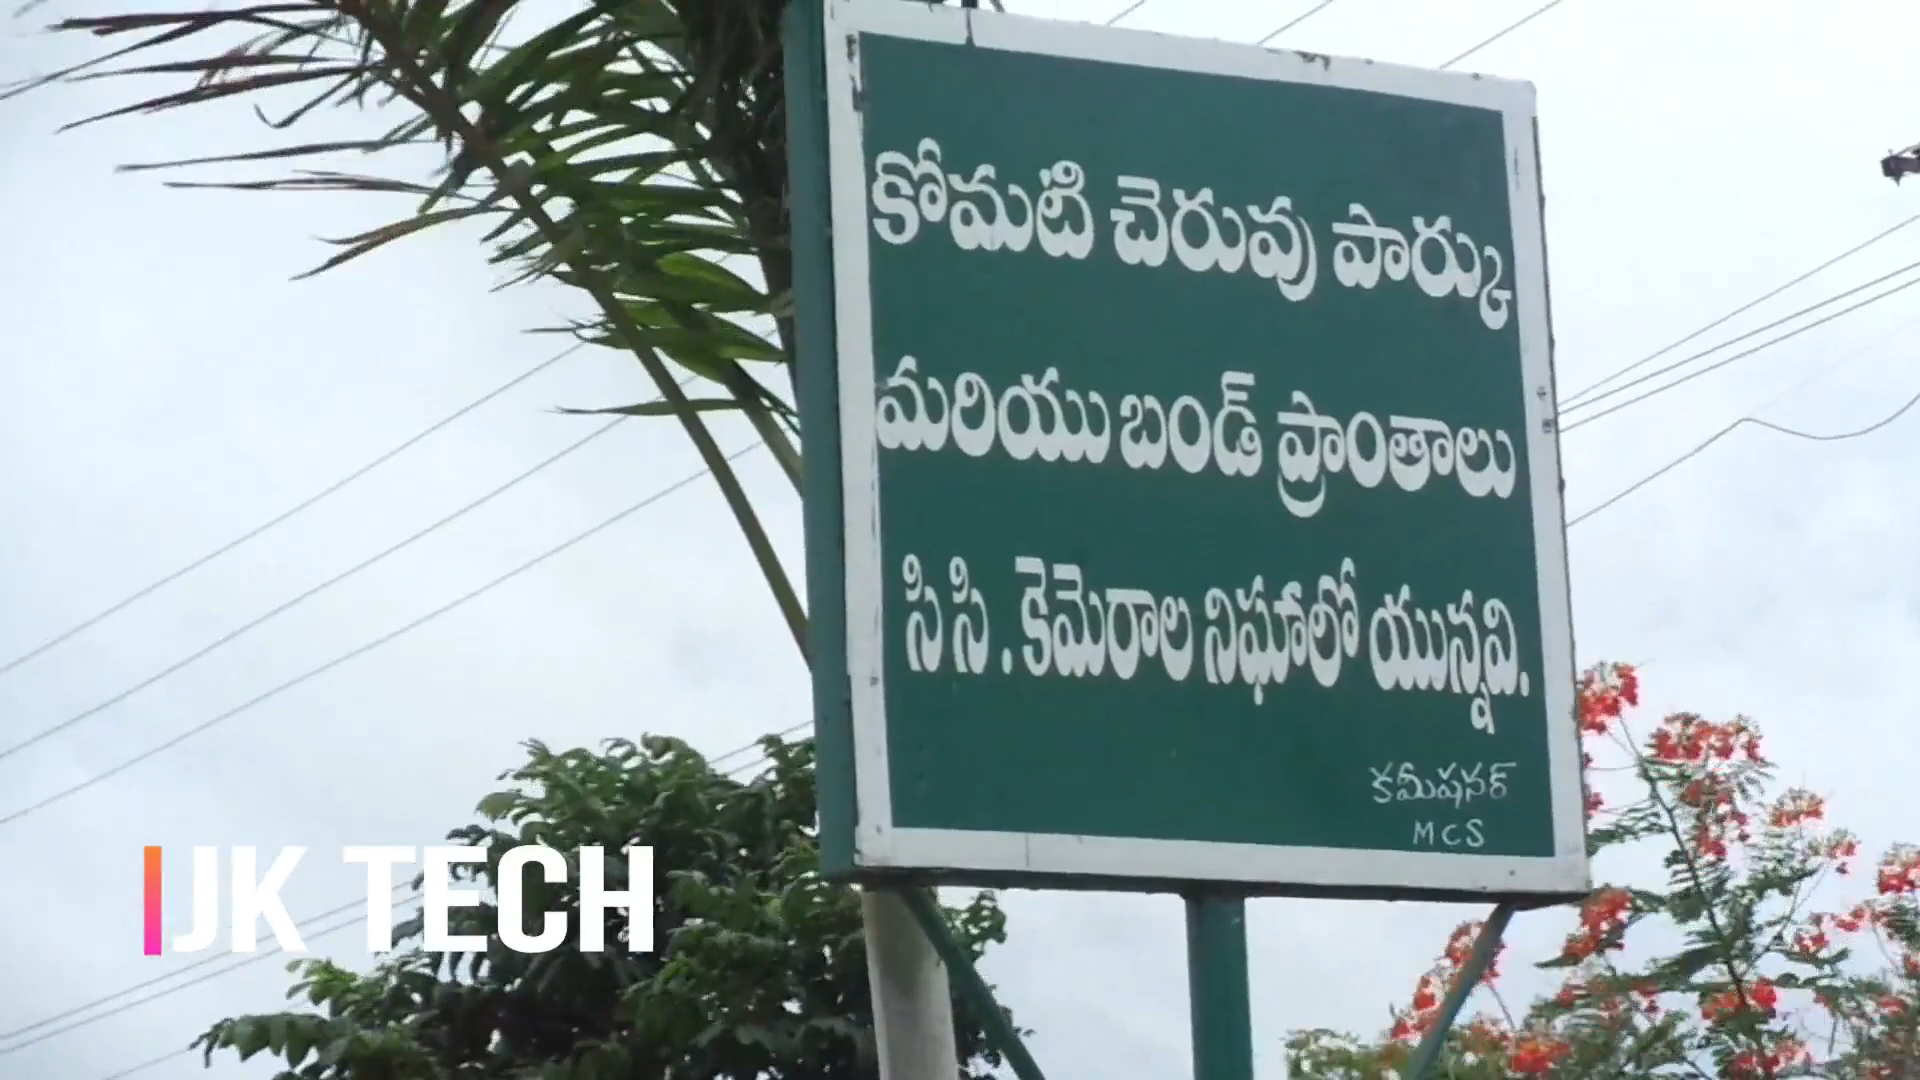 కోమటి చెరువు పార్కు
మరియు బండ్ ప్రాంతాలు
సి సి . కెమెరాల నిఘాలో యున్నవి.
కమీషనర్
MCS
JK TECH